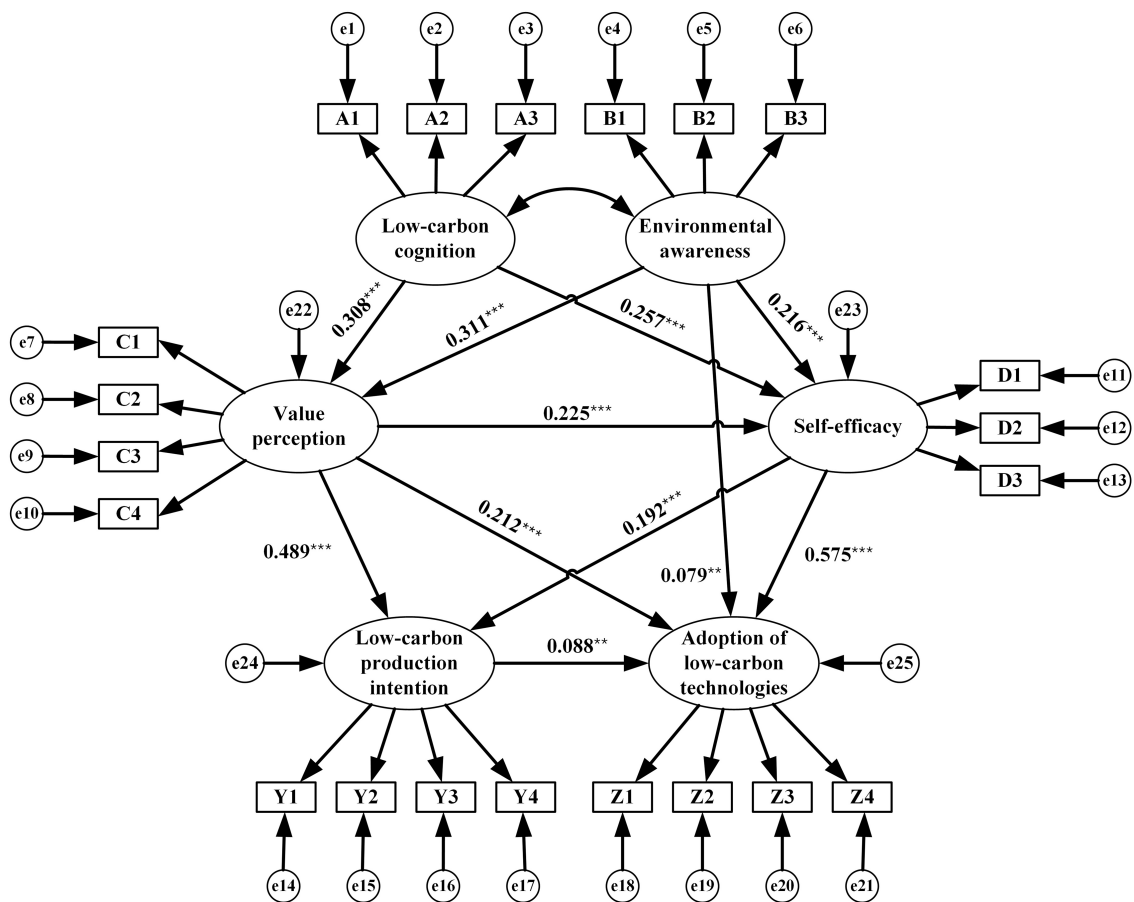 e1 e2 e3 e4 e5 e6
A1 A2 A3 B1 B2 B3
Low-carbon
cognition
Environmental
awareness
0.308***
0.311***
0.257***
0.216***
e22
e23
e7 C1
e8 C2
e9 C3
e10 C4
Value
perception
0.225***
Self-efficacy
D1 e11
D2 e12
D3 e13
0.489***
0.212***
0.192***
0.079**
0.575***
e24
Low-carbon
production
intention
0.088**
Adoption of
low-carbon
technologies
e25
Y1 Y2 Y3 Y4 Z1 Z2 Z3 Z4
e14 e15 e16 e17 e18 e19 e20 e21